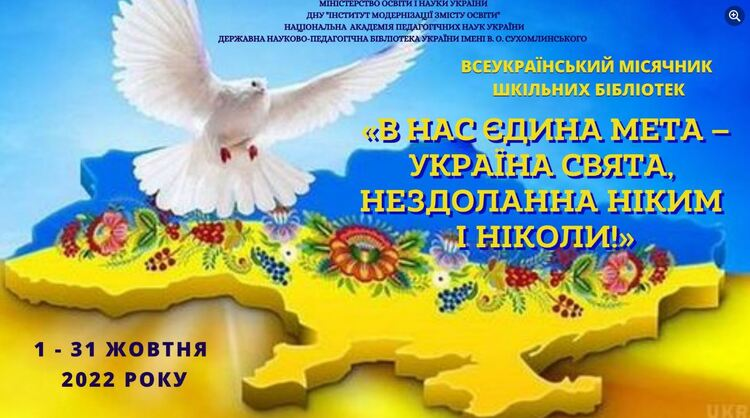 МІНІСТЕРСТВО ОСВІТИ І НАУКИ УКРАЇНИ
ДНУ "ІНСТИТУТ МОДЕРНІЗАЦІЇ ЗМІСТУ ОСВІТИ"
НАЦІОНАЛЬНА АКАДЕМІЯ ПЕДАГОГІЧНИХ НАУК УКРАЇНИ
ДЕРЖАВНА НАУКОВО-ПЕДАГОГІЧНА БІБЛІОТЕКА УКРАЇНИ ІМЕНІ В. О. СУХОМЛИНСЬКОГО
ВСЕУКРАЇНСЬКИЙ МІСЯЧНИК
ШКІЛЬНИХ БІБЛІОТЕК
«В НАС ЄДИНА МЕТА –
УКРАЇНА СВЯТА,
НЕЗДОЛАННА НІКИМ
І НІКОЛИ!»
1 - 31 ЖОВТНЯ
2022 РОКУ